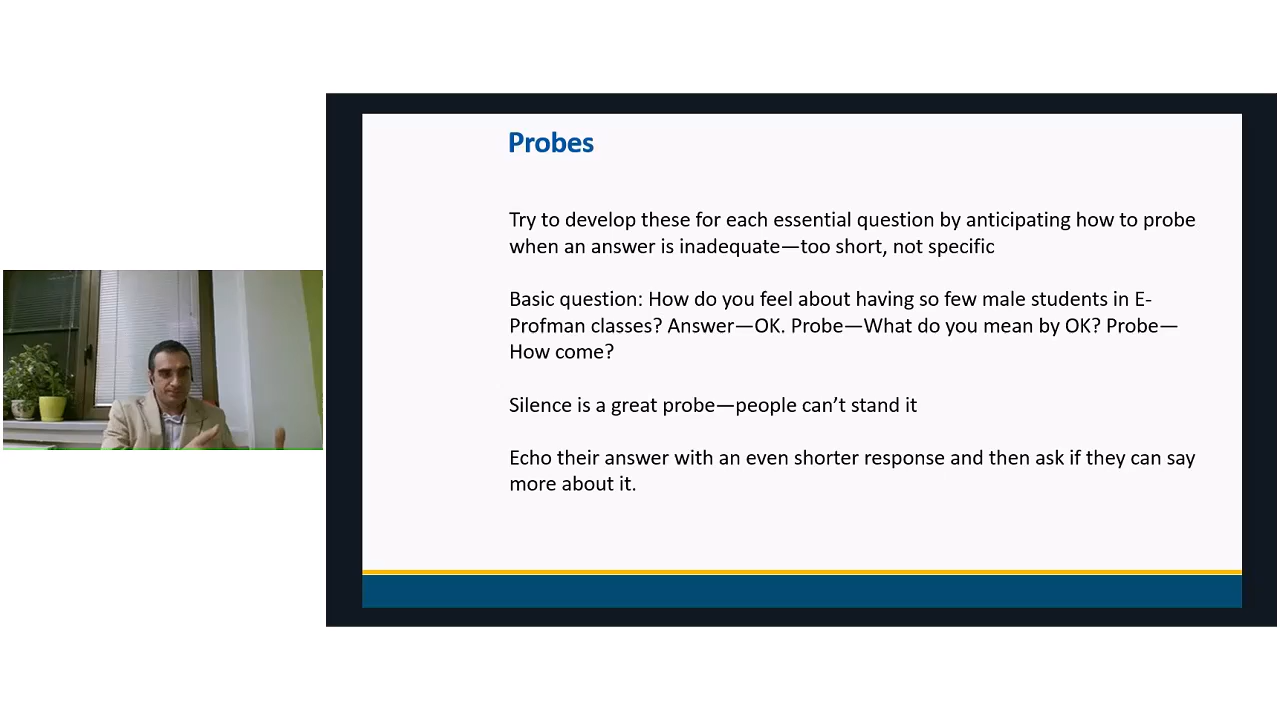 Probes
Try to develop these for each essential question by anticipating how to probe
when an answer is inadequate—too short, not specific
Basic question: How do you feel about having so few male students in E-
Profman classes? Answer—OK. Probe—What do you mean by OK? Probe—
How come?
Silence is a great probe—people can’t stand it
Echo their answer with an even shorter response and then ask if they can say
more about it.